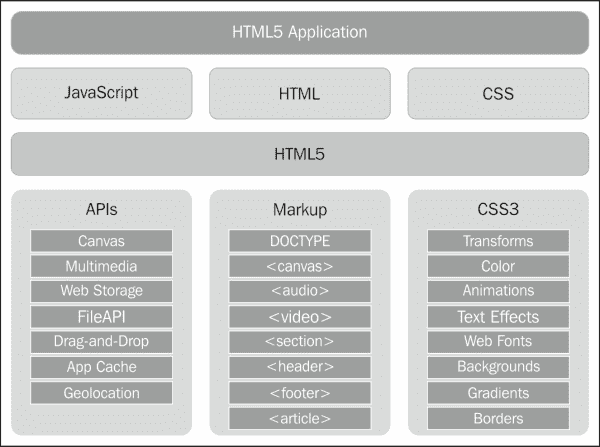 HTML5 Application
JavaScript
HTML
CSS
HTML5
APIs
Canvas
Multimedia
Web Storage
FileAPI
Drag-and-Drop
App Cache
Geolocation
Markup
DOCTYPE
<canvas>
<audio>
<video>
<section>
<header>
<footer>
<article>
CSS3
Transforms
Color
Animations
Text Effects
Web Fonts
Backgrounds
Gradients
Borders